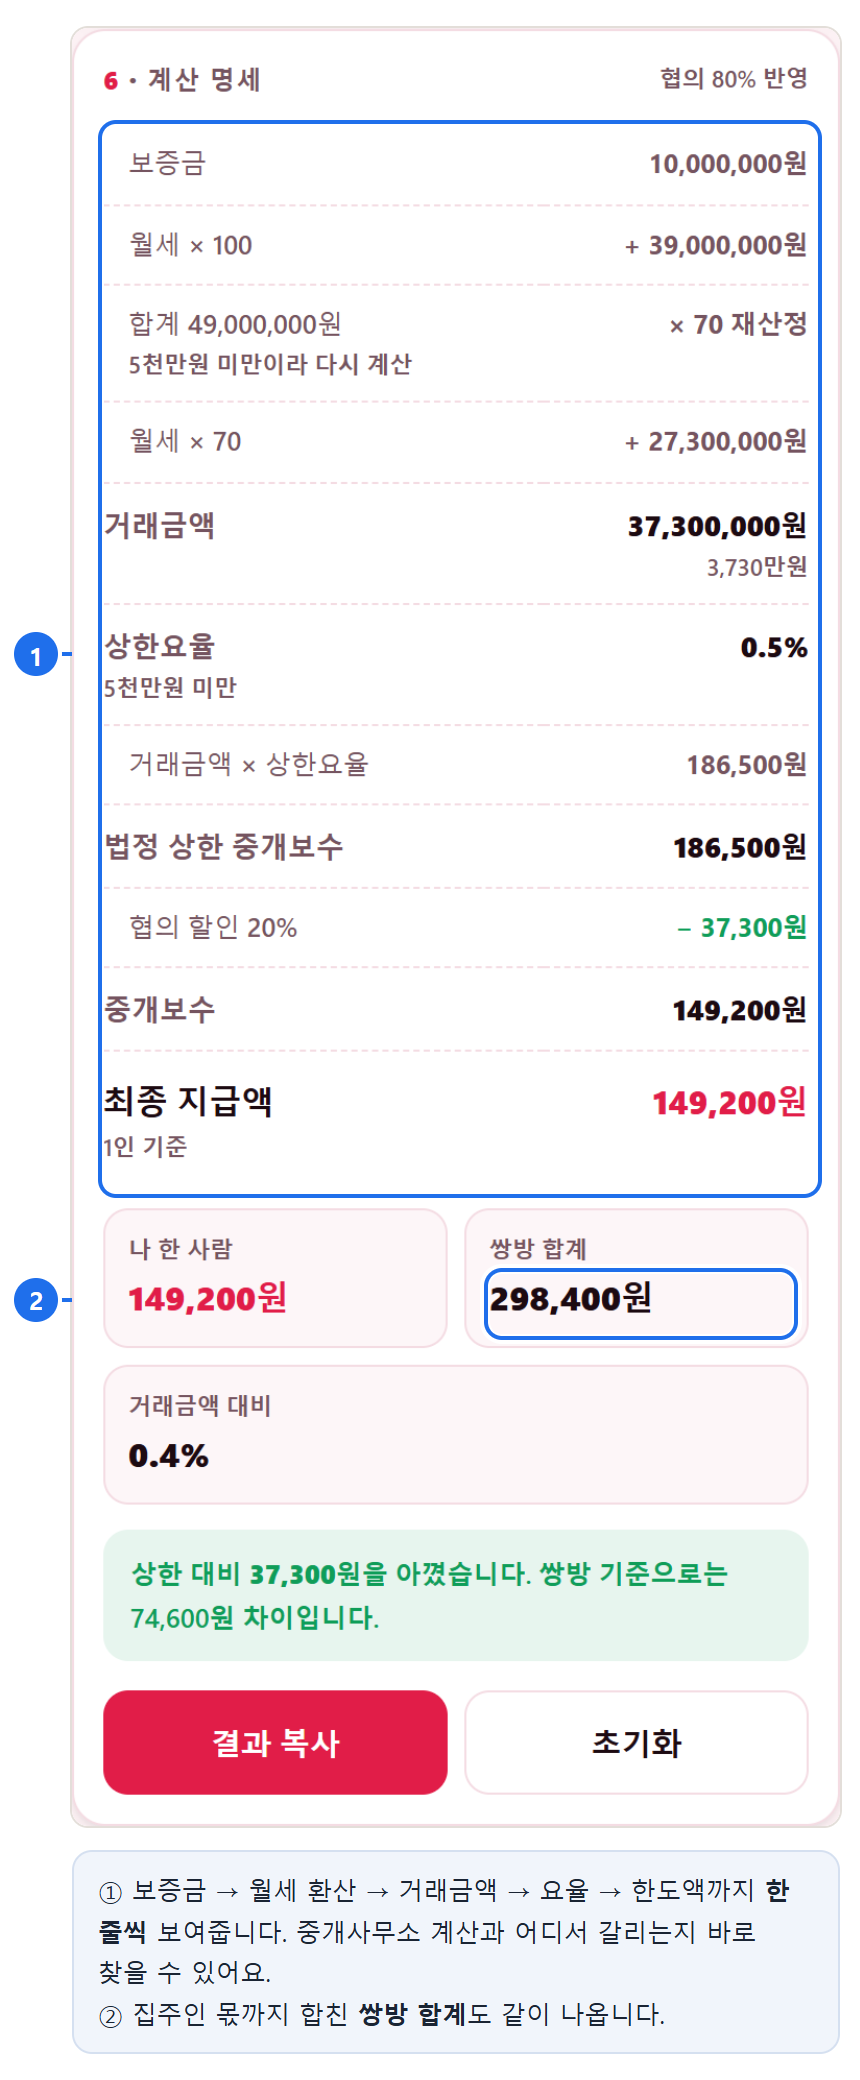 6 · 계산 명세 협의 80% 반영
보증금 10,000,000원
월세 × 100 + 39,000,000원
합계 49,000,000원 × 70 재산정
5천만원 미만이라 다시 계산
월세 × 70 + 27,300,000원
거래금액 37,300,000원
3,730만원
1
상한요율 0.5%
5천만원 미만
거래금액 × 상한요율 186,500원
법정 상한 중개보수 186,500원
협의 할인 20% − 37,300원
중개보수 149,200원
최종 지급액 149,200원
1인 기준
나 한 사람 쌍방 합계
2
149,200원 298,400원
거래금액 대비
0.4%
상한 대비 37,300원을 아꼈습니다. 쌍방 기준으로는
74,600원 차이입니다.
결과 복사 초기화
① 보증금 → 월세 환산 → 거래금액 → 요율 → 한도액까지 한
줄씩 보여줍니다. 중개사무소 계산과 어디서 갈리는지 바로
찾을 수 있어요.
② 집주인 몫까지 합친 쌍방 합계도 같이 나옵니다.